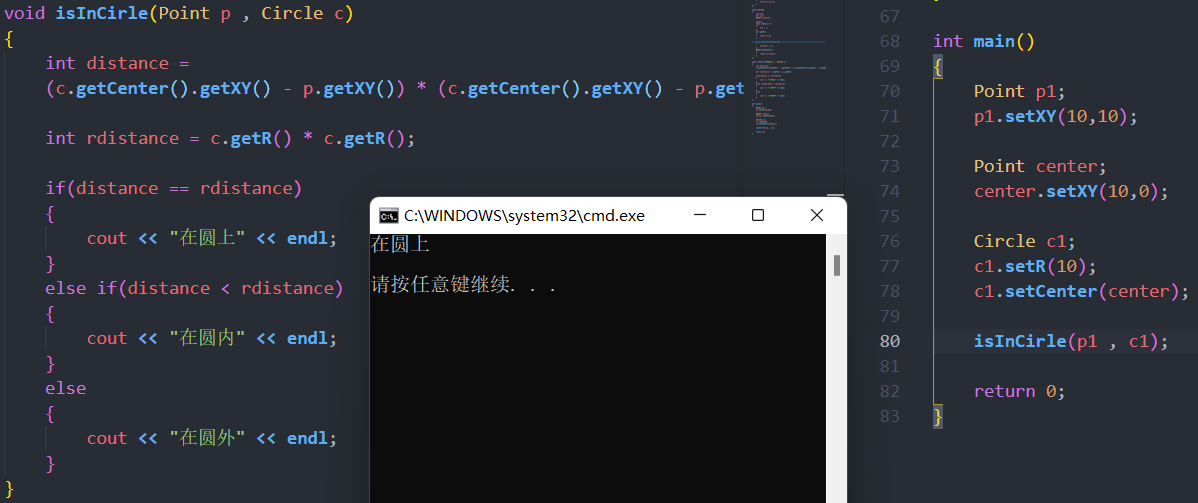 void isInCirle(Point p , Circle c)
{
int distance =
(c.getCenter().getXY() - p.getXY()) * (c.getCenter().getXY() - p.get
int rdistance = c.getR() * c.getR();
if(distance == rdistance)
{
cout << "在圆上" << endl;
}
else if(distance < rdistance)
{
cout << "在圆内" << endl;
}
else
{
cout << "在圆外" << endl;
}
}
C:\WINDOWS\system32\cmd.exe
在圆上
请按任意键继续. . .
67
68 int main()
69 {
70 Point p1;
71 p1.setXY(10,10);
72
73 Point center;
74 center.setXY(10,0);
75
76 Circle c1;
77 c1.setR(10);
78 c1.setCenter(center);
79
80 isInCirle(p1 , c1);
81
82 return 0;
83 }